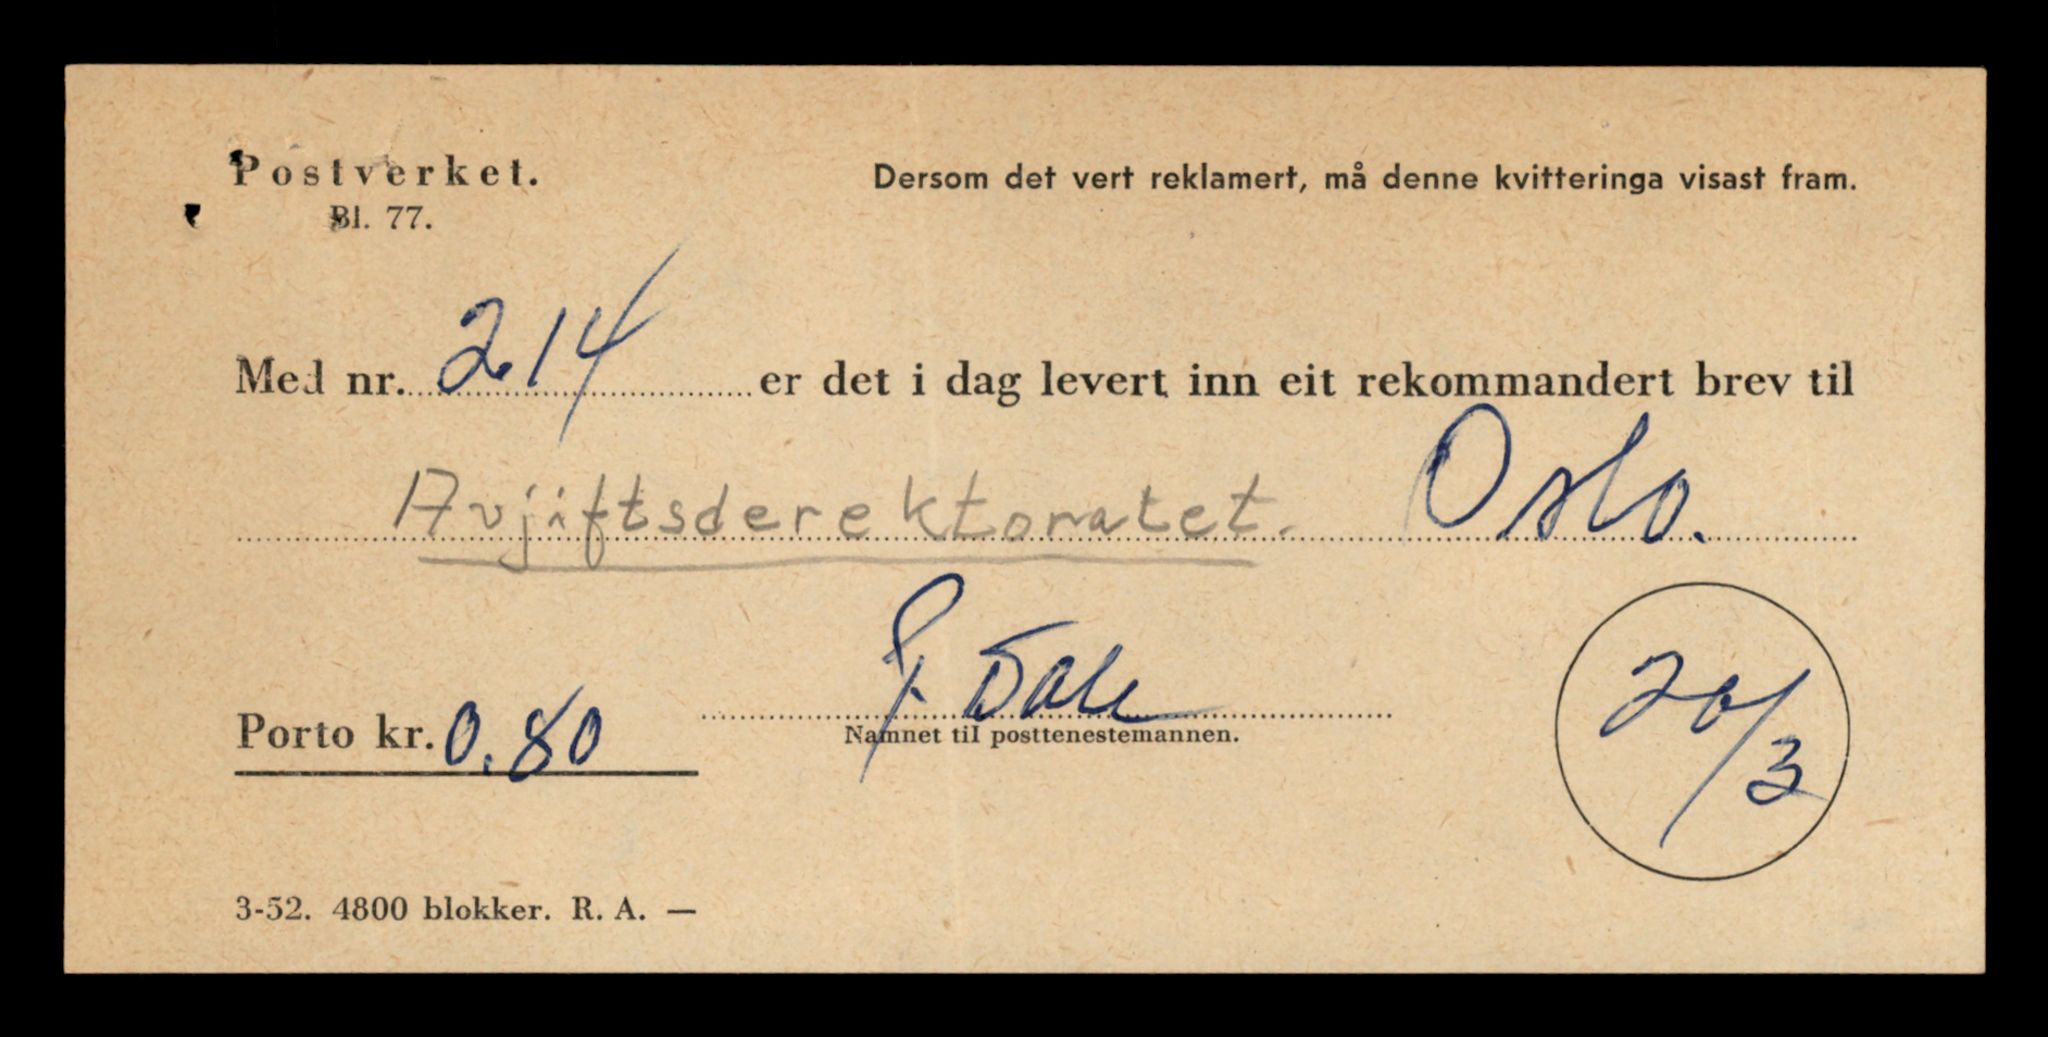 Postverket.
Dersom det vert reklamert, må denne kvitteringa visast fram.
Bl. 77.
Med nr. 214 er det i dag levert inn eit rekommandert brev til
Avjiftsderektoratet. Oslo.
Dale
Porto kr. 0.80
Namnet til posttenestemannen.
20/3
3-52. 4800 blokker. R. A. —